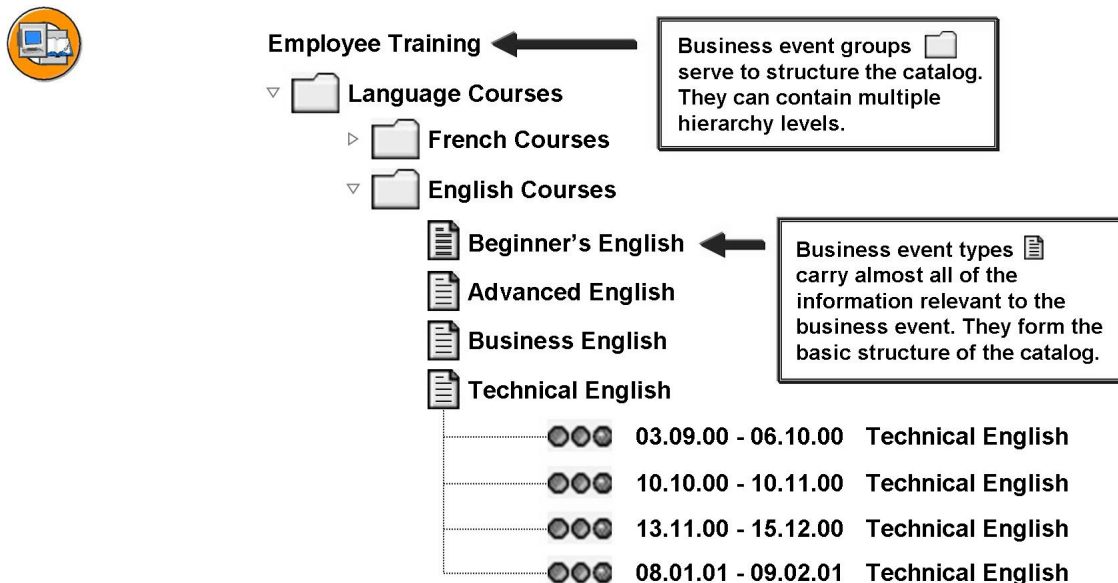 Employee Training
Business event groups
serve to structure the catalog.
They can contain multiple
hierarchy levels.
Language Courses
French Courses
English Courses
Beginner's English
Business event types
carry almost all of the
information relevant to the
business event. They form the
basic structure of the catalog.
Advanced English
Business English
Technical English
03.09.00 - 06.10.00 Technical English
10.10.00 - 10.11.00 Technical English
13.11.00 - 15.12.00 Technical English
08.01.01 - 09.02.01 Technical English